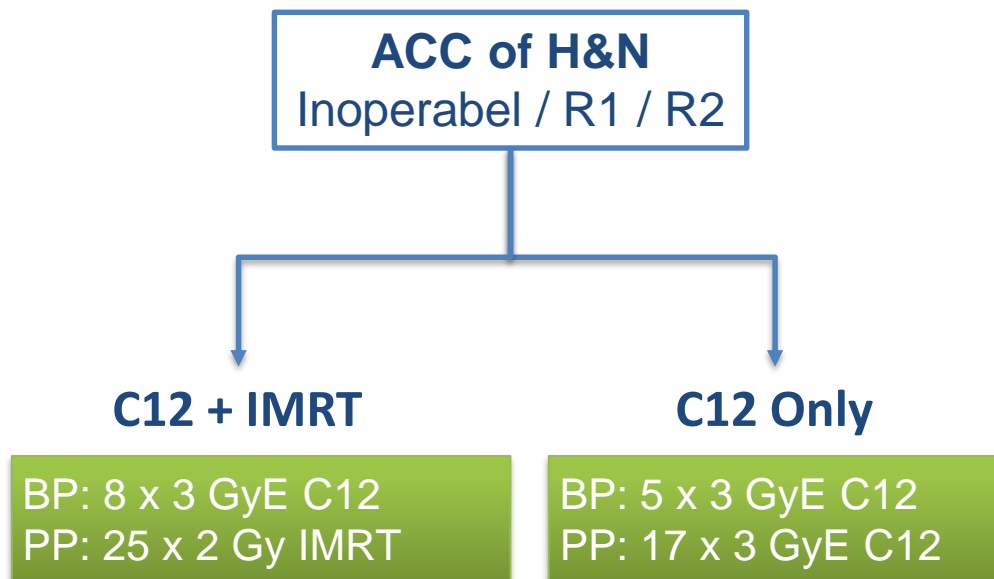 ACC of H&N
Inoperabel / R1 / R2
C12 + IMRT
C12 Only
BP: 8 x 3 GyE C12
PP: 25 x 2 Gy IMRT
BP: 5 x 3 GyE C12
PP: 17 x 3 GyE C12